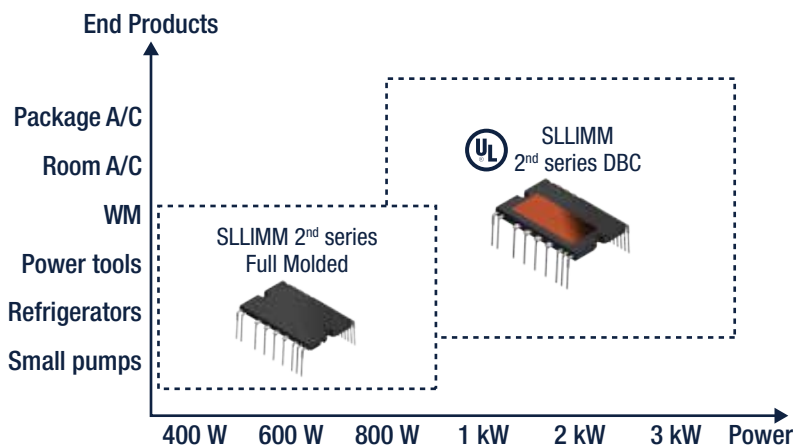 End Products
Package A/C
Room A/C
WM
Power tools
Refrigerators
Small pumps
UL
®
SLLIMM
2nd series DBC
SLLIMM 2nd series
Full Molded
400 W 600 W 800 W 1 kW 2 kW 3 kW Power